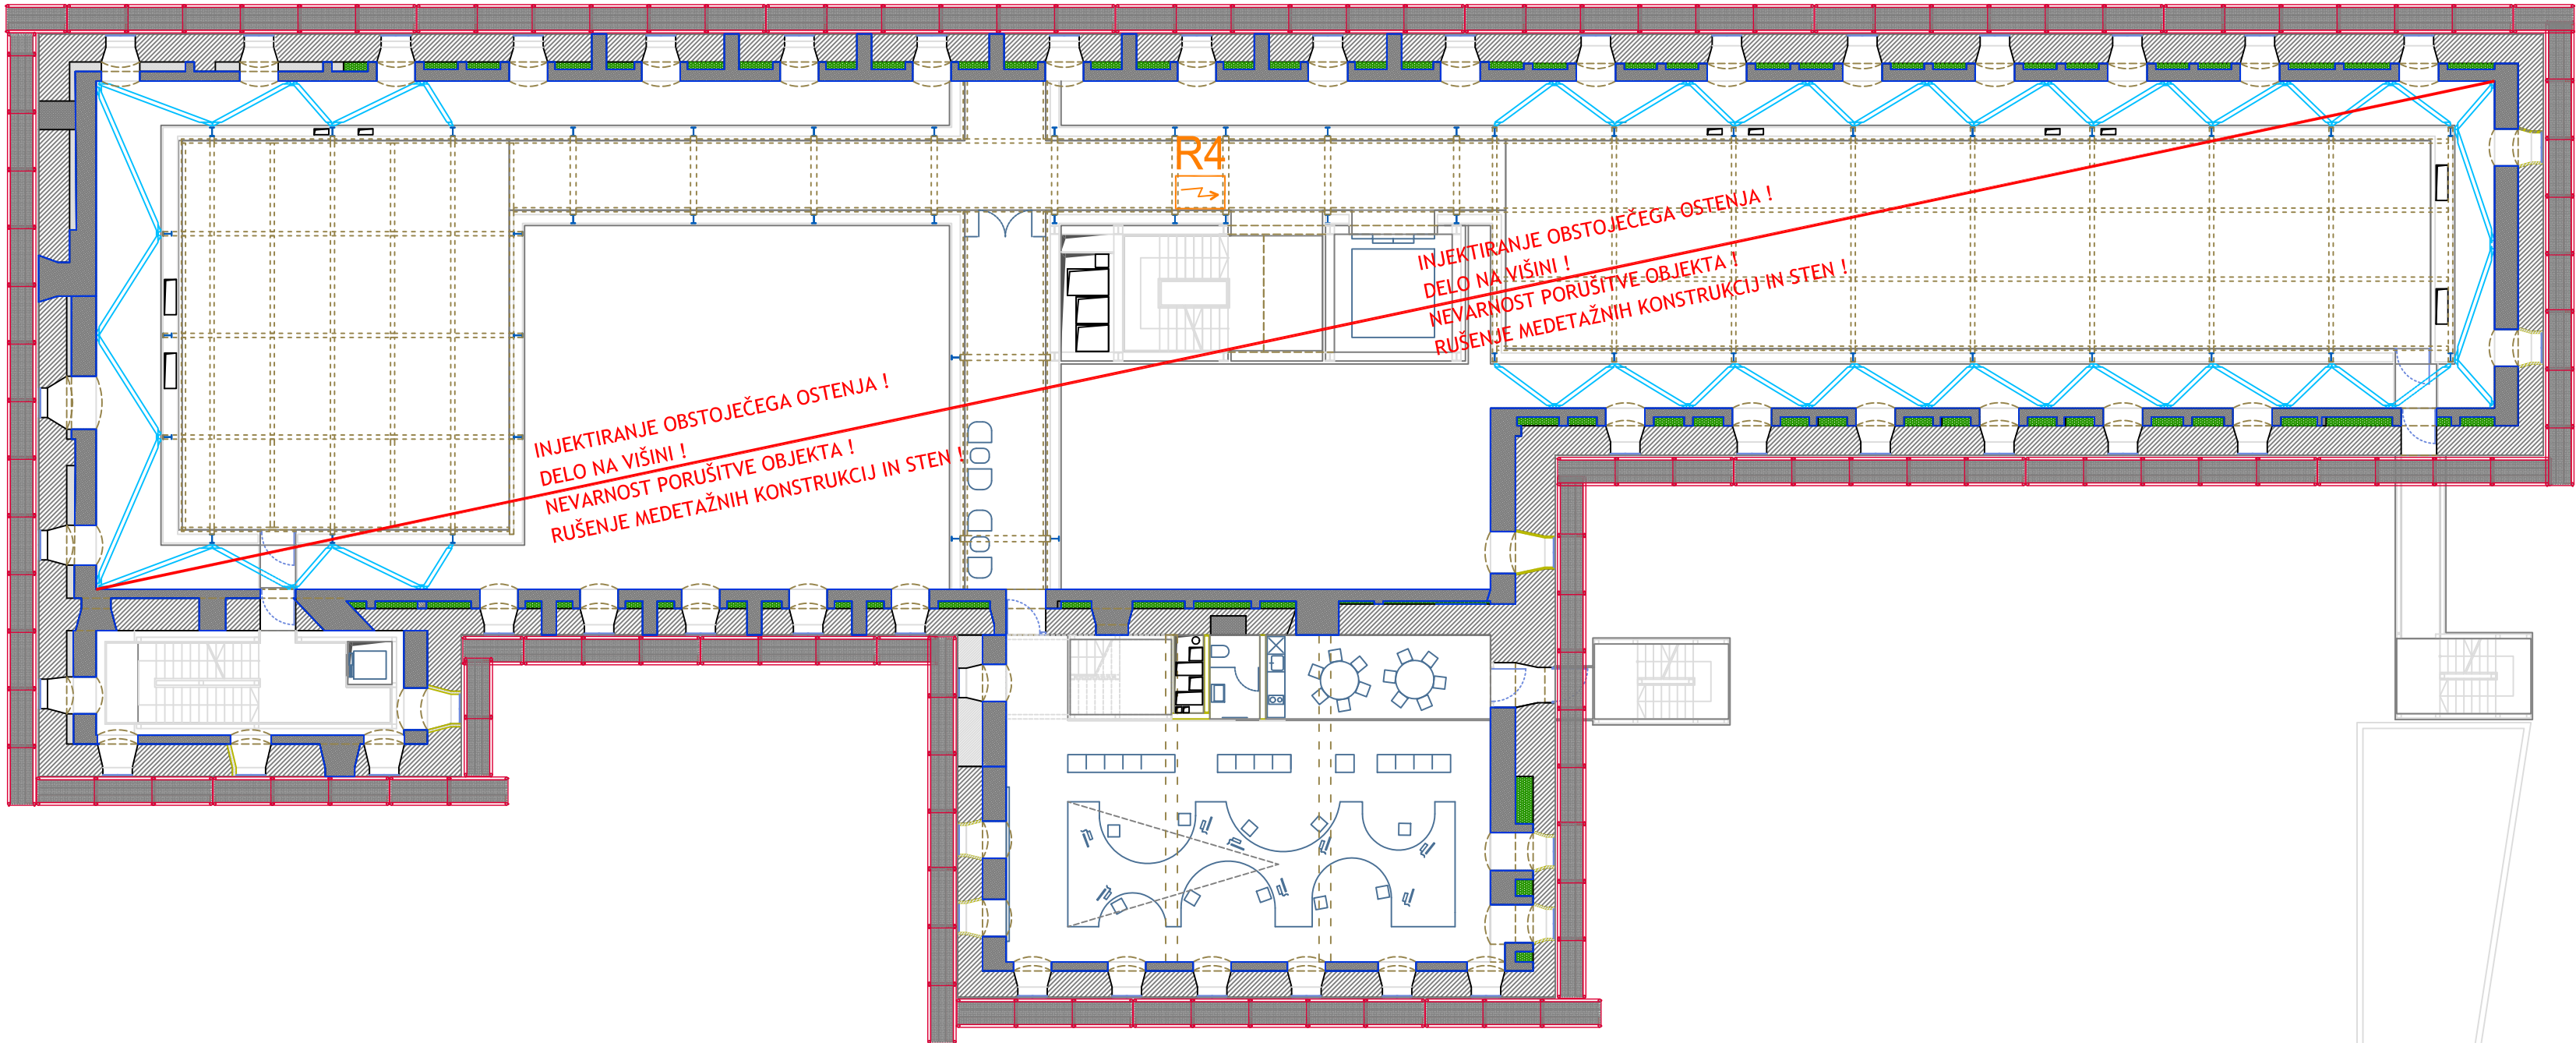 R4
INJEKTIRANJE OBSTOJEČEGA OSTENJA !
DELO NA VIŠINI !
NEVARNOST PORUŠITVE OBJEKTA !
RUŠENJE MEDETAŽNIH KONSTRUKCIJ IN STEN !
INJEKTIRANJE OBSTOJEČEGA OSTENJA !
DELO NA VIŠINI !
NEVARNOST PORUŠITVE OBJEKTA !
RUŠENJE MEDETAŽNIH KONSTRUKCIJ IN STEN !